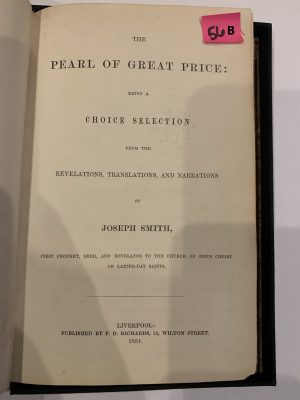 56B
THE
PEARL OF GREAT PRICE:
BEING A
CHOICE SELECTION
FROM THE
REVELATIONS, TRANSLATIONS, AND NARRATIONS
OF
JOSEPH SMITH,
FIRST PROPHET, SEER, AND REVELATOR TO THE CHURCH OF JESUS CHRIST
OF LATTER-DAY SAINTS.
LIVERPOOL:
PUBLISHED BY F. D. RICHARDS, 15, WILTON STREET.
1851.